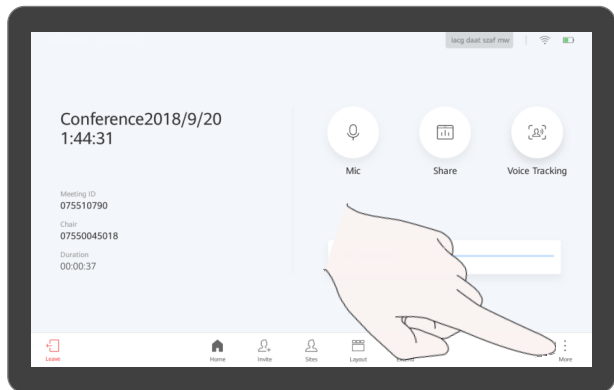 iacg daat szaf mw
Conference2018/9/20
1:44:31
Mic
Share
Voice Tracking
Meeting ID
075510790
Chair
07550045018
Duration
00:00:37
Leave
Home
Invite
Sites
Layout
More